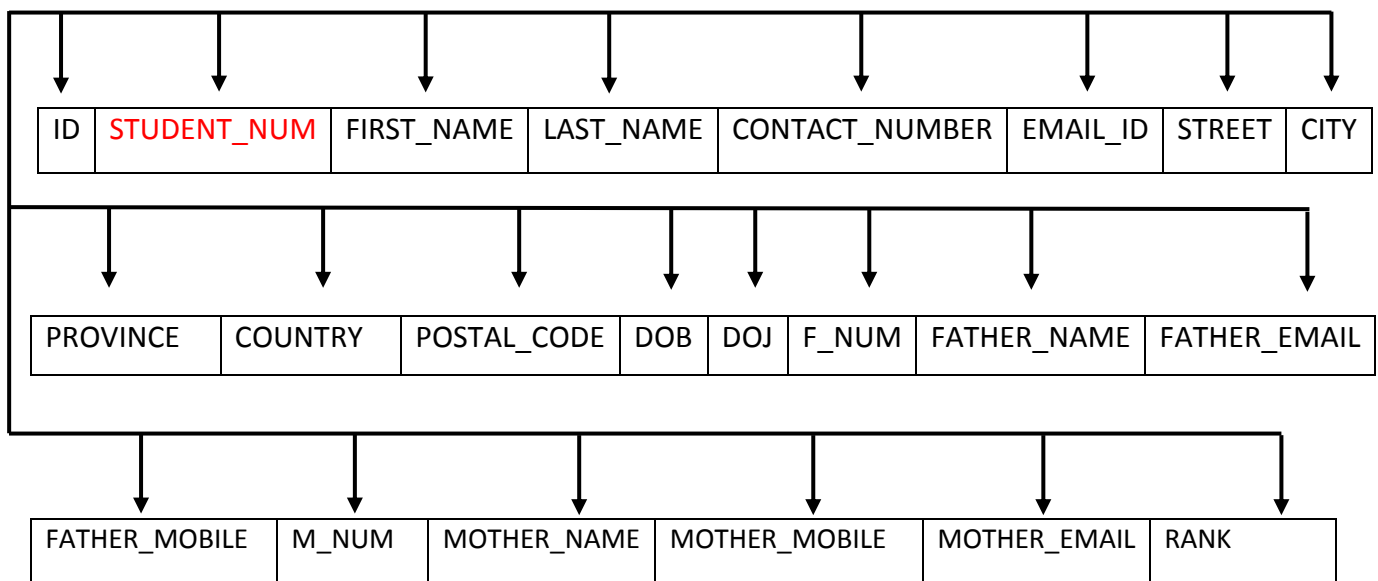 ID STUDENT_NUM FIRST_NAME LAST_NAME CONTACT_NUMBER EMAIL_ID STREET CITY
PROVINCE COUNTRY POSTAL_CODE DOB DOJ F_NUM FATHER_NAME FATHER_EMAIL
FATHER_MOBILE M_NUM MOTHER_NAME MOTHER_MOBILE MOTHER_EMAIL RANK